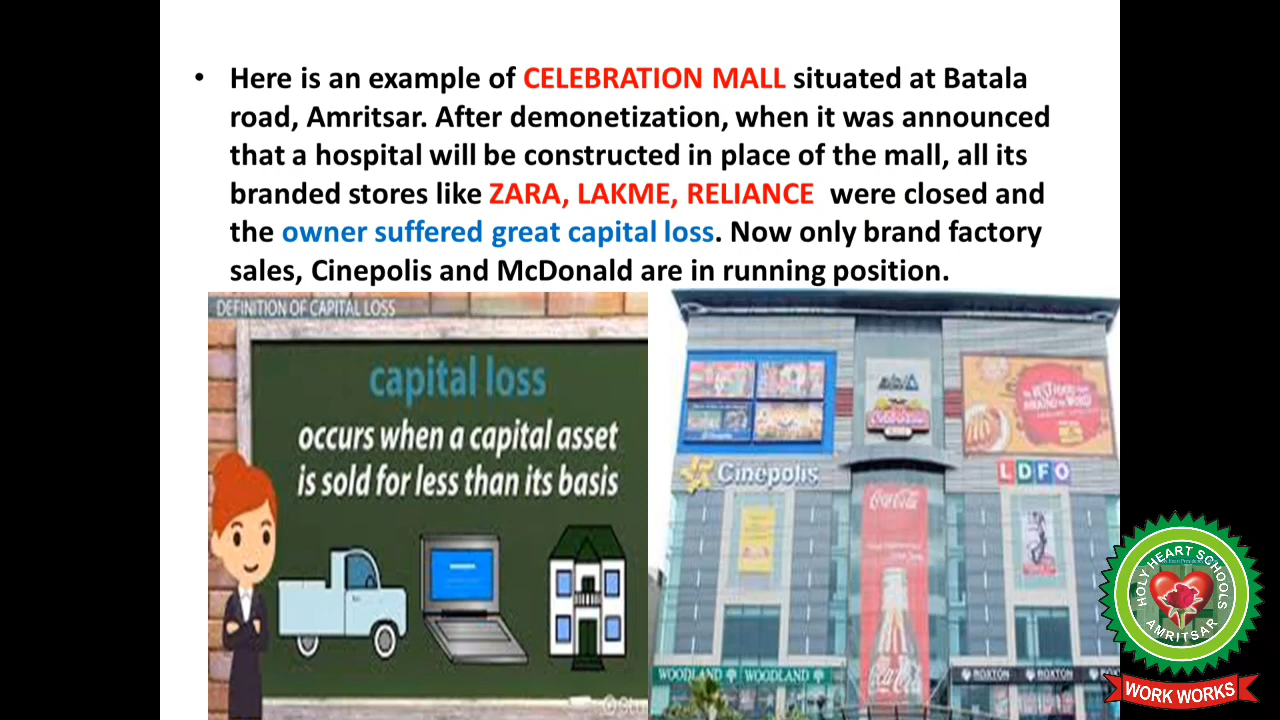 • Here is an example of CELEBRATION MALL situated at Batala
road, Amritsar. After demonetization, when it was announced
that a hospital will be constructed in place of the mall, all its
branded stores like ZARA, LAKME, RELIANCE were closed and
the owner suffered great capital loss. Now only brand factory
sales, Cinepolis and McDonald are in running position.
DEFINITION OF CAPITAL LOSS
capital loss
occurs when a capital asset
is sold for less than its basis
Cinepolis
LDFO
Coca-Cola
Coca-Cola
WOODLAND WOODLAND
HOLY HEART SCHOOLS
AMRITSAR
WORK WORKS